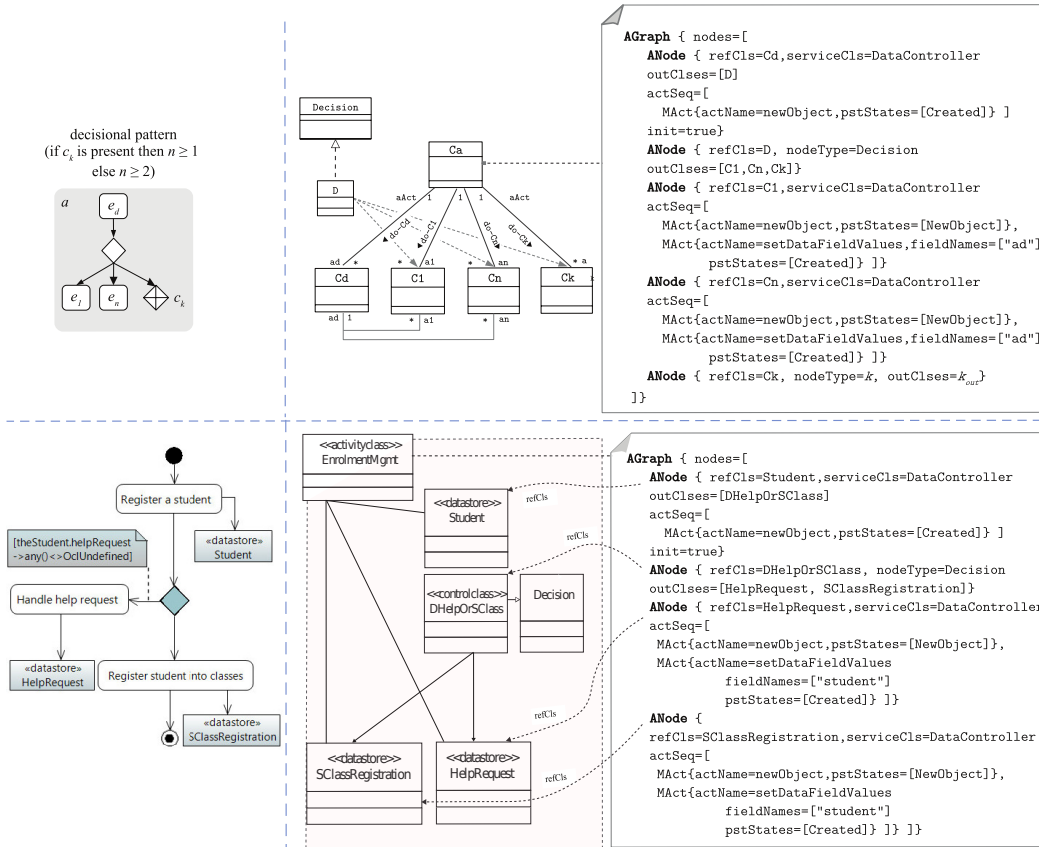 decisional pattern
(if c_k is present then n ≥ 1
else n ≥ 2)
a
e_d
e_l
e_n
c_k
Decision
D
Ca
aAct 1 1 1 aAct
do-Cd
do-C1
do-Cn
do-Ck
ad * * a1 * an * a
Cd
C1
Cn
Ck
ad 1 * a1 * an
AGraph { nodes=[
ANode { refCls=Cd,serviceCls=DataController
outClses=[D]
actSeq=[
MAct{actName=newObject,pstStates=[Created]} ]
init=true}
ANode { refCls=D, nodeType=Decision
outClses=[C1,Cn,Ck]}
ANode { refCls=C1,serviceCls=DataController
actSeq=[
MAct{actName=newObject,pstStates=[NewObject]},
MAct{actName=setDataFieldValues,fieldNames=["ad"]
pstStates=[Created]} ]}
ANode { refCls=Cn,serviceCls=DataController
actSeq=[
MAct{actName=newObject,pstStates=[NewObject]},
MAct{actName=setDataFieldValues,fieldNames=["ad"]
pstStates=[Created]} ]}
ANode { refCls=Ck, nodeType=k, outClses=k_out}
]}
Register a student
[theStudent.helpRequest
->any()<>OclUndefined]
«datastore»
Student
Handle help request
«datastore»
HelpRequest
Register student into classes
«datastore»
SClassRegistration
<<activityclass>>
EnrolmentMgmt
<<datastore>>
Student
<<controlclass>>
DHelpOrSClass
Decision
<<datastore>>
SClassRegistration
<<datastore>>
HelpRequest
refCls
refCls
refCls
refCls
AGraph { nodes=[
ANode { refCls=Student,serviceCls=DataController
outClses=[DHelpOrSClass]
actSeq=[
MAct{actName=newObject,pstStates=[Created]} ]
init=true}
ANode { refCls=DHelpOrSClass, nodeType=Decision
outClses=[HelpRequest, SClassRegistration]}
ANode { refCls=HelpRequest,serviceCls=DataController
actSeq=[
MAct{actName=newObject,pstStates=[NewObject]},
MAct{actName=setDataFieldValues
fieldNames=["student"]
pstStates=[Created]} ]}
ANode {
refCls=SClassRegistration,serviceCls=DataController
actSeq=[
MAct{actName=newObject,pstStates=[NewObject]},
MAct{actName=setDataFieldValues
fieldNames=["student"]
pstStates=[Created]} ]} ]}